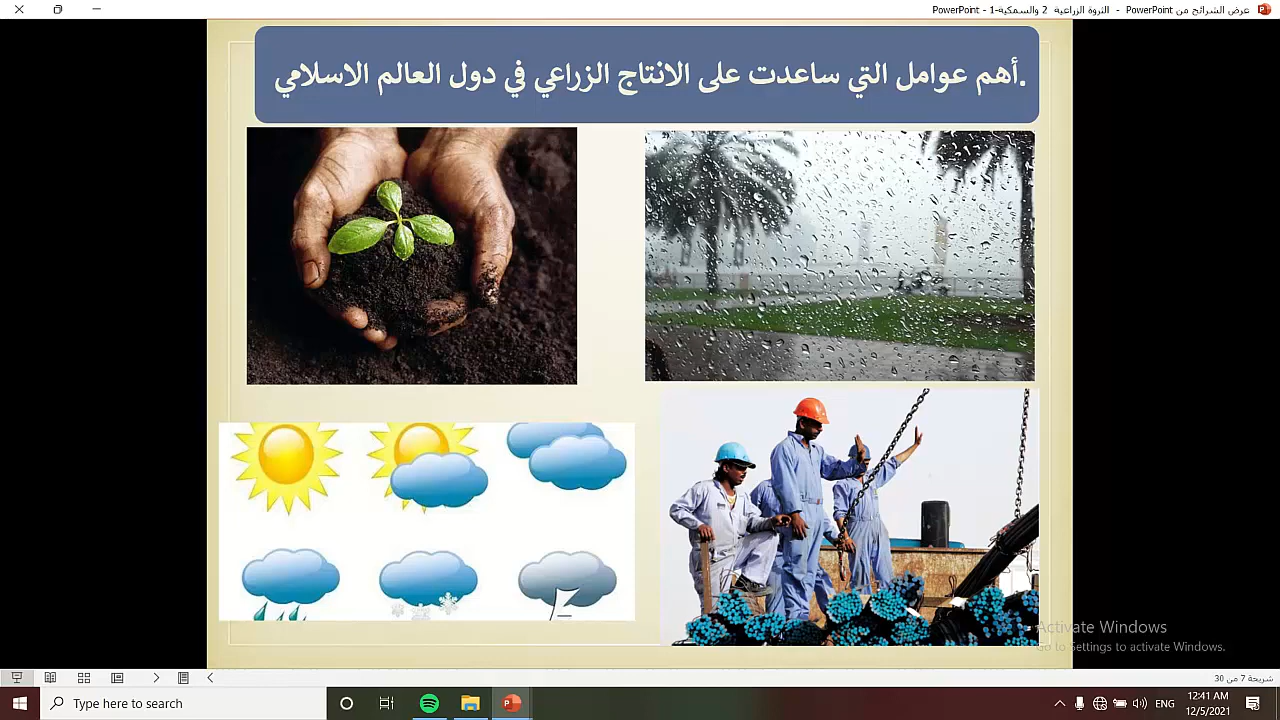 عرض الشرائح من PowerPoint - الثروة الزراعية 2 والسمكية-1 - PowerPoint
.أهم عوامل التي ساعدت على الانتاج الزراعي في دول العالم الاسلامي
Activate Windows
Go to Settings to activate Windows.
شريحة 7 من 30
Type here to search
ENG
12:41 AM
12/5/2021